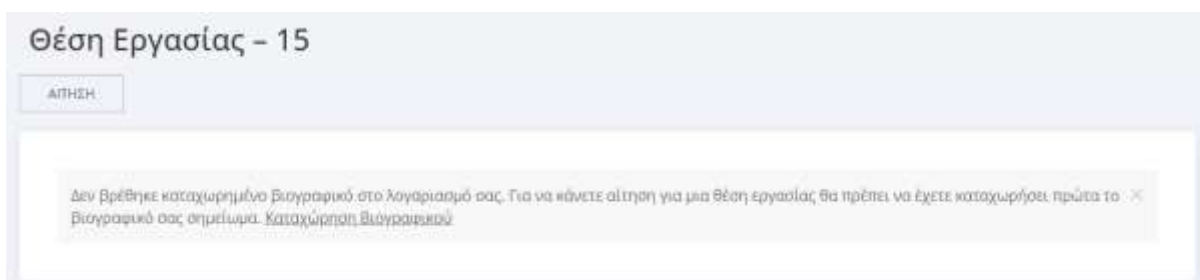 Θέση Εργασίας – 15
ΑΙΤΗΣΗ
Δεν βρέθηκε καταχωρημένο βιογραφικό στο λογαριασμό σας. Για να κάνετε αίτηση για μια θέση εργασίας θα πρέπει να έχετε καταχωρήσει πρώτα το ×
βιογραφικό σας σημείωμα. Καταχώρηση Βιογραφικού